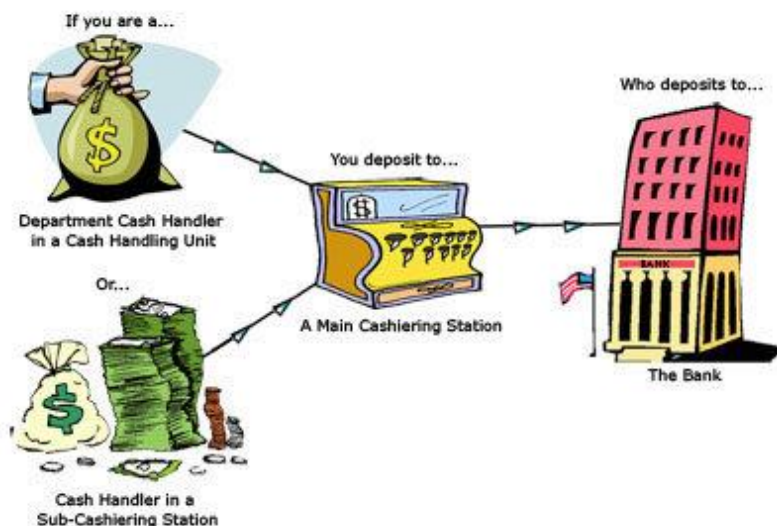 If you are a...
Department Cash Handler
in a Cash Handling Unit
Or...
Cash Handler in a
Sub-Cashiering Station
You deposit to...
$
A Main Cashiering Station
Who deposits to...
BANK
The Bank
$
$